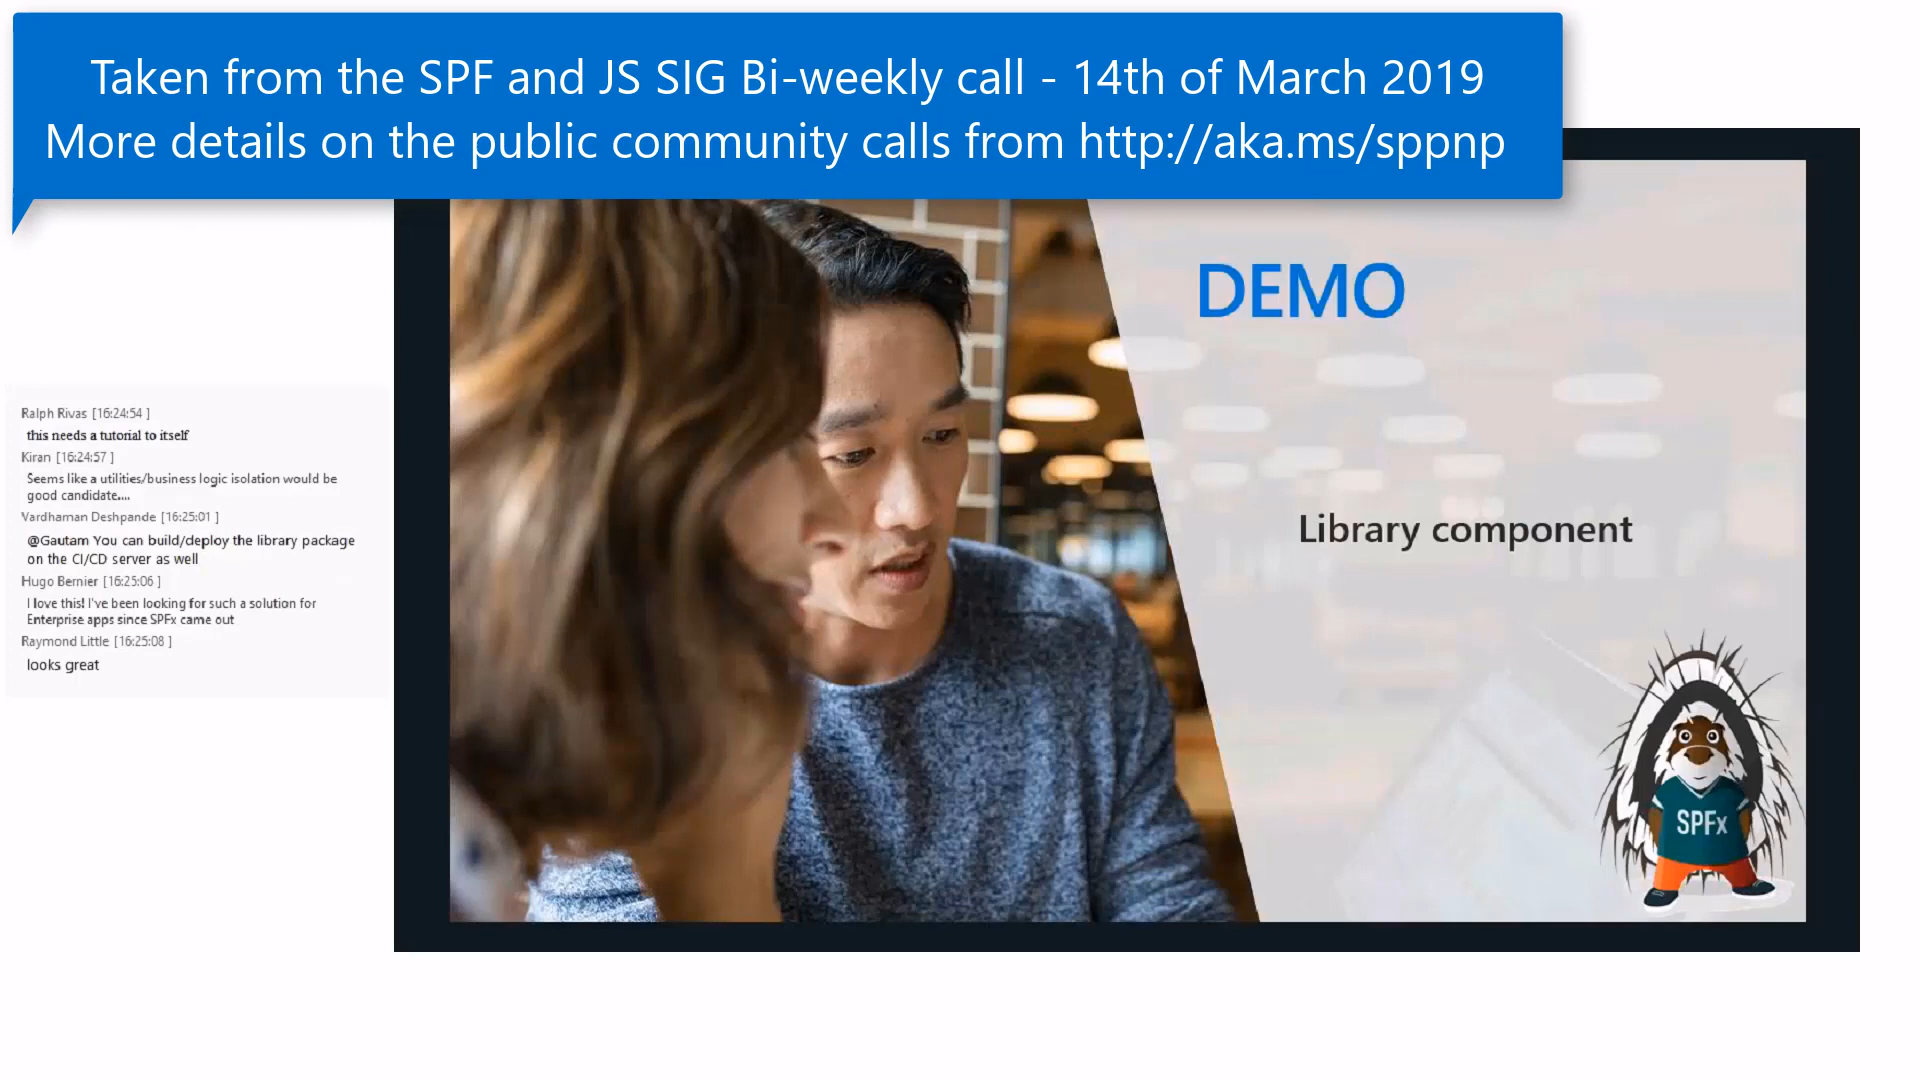 Taken from the SPF and JS SIG Bi-weekly call - 14th of March 2019
More details on the public community calls from http://aka.ms/sppnp
DEMO
Library component
SPFx
Ralph Rivas [16:24:54 ]
this needs a tutorial to itself
Kiran [16:24:57 ]
Seems like a utilities/business logic isolation would be
good candidate....
Vardhaman Deshpande [16:25:01 ]
@Gautam You can build/deploy the library package
on the CI/CD server as well
Hugo Bernier [16:25:06 ]
I love this! I've been looking for such a solution for
Enterprise apps since SPFx came out
Raymond Little [16:25:08 ]
looks great